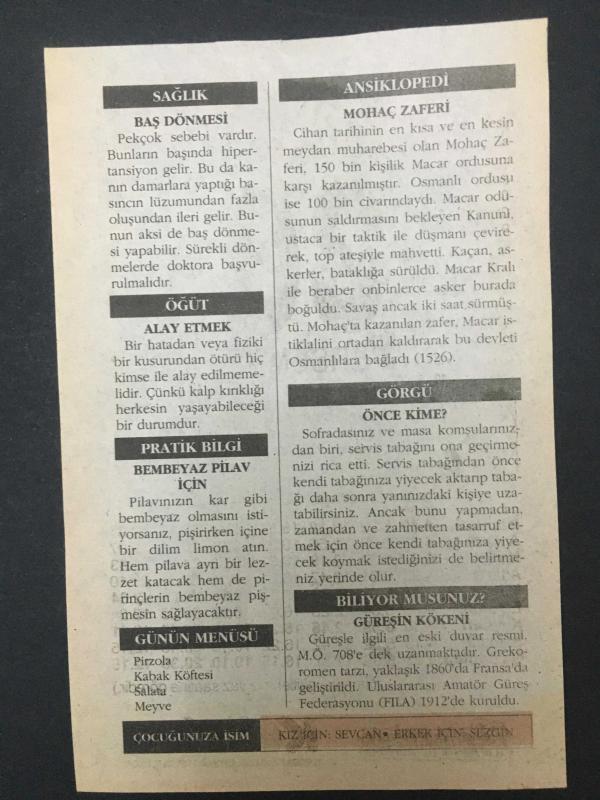 SAĞLIK
BAŞ DÖNMESİ
Pekçok sebebi vardır.
Bunların başında hiper-
tansiyon gelir. Bu da ka-
nın damarlara yaptığı ba-
sıncın lüzumundan fazla
oluşundan ileri gelir. Bu-
nun aksi de baş dönme-
si yapabilir. Sürekli dön-
melerde doktora başvu-
rulmalıdır.
ÖĞÜT
ALAY ETMEK
Bir hatadan veya fiziki
bir kusurundan ötürü hiç
kimse ile alay edilmeme-
lidir. Çünkü kalp kırıklığı
herkesin yaşayabileceği
bir durumdur.
PRATİK BİLGİ
BEMBEYAZ PİLAV
İÇİN
Pilavınızın kar gibi
bembeyaz olmasını isti-
yorsanız, pişirirken içine
bir dilim limon atın.
Hem pilava ayrı bir lez-
zet katacak hem de pi-
rinçlerin bembeyaz piş-
mesin sağlayacaktır.
GÜNÜN MENÜSÜ
Pirzola
Kabak Köftesi
Salata
Meyve
ANSİKLOPEDİ
MOHAÇ ZAFERİ
Cihan tarihinin en kısa ve en kesin
meydan muharebesi olan Mohaç Za-
feri, 150 bin kişilik Macar ordusuna
karşı kazanılmıştır. Osmanlı ordusu
ise 100 bin civarındaydı. Macar odü-
sunun saldırmasını bekleyen Kanuni,
ustaca bir taktik ile düşmanı çevire-
rek, top ateşiyle mahvetti. Kaçan, as-
kerler, bataklığa sürüldü. Macar Kralı
ile beraber onbinlerce asker burada
boğuldu. Savaş ancak iki saat sürmüş-
tü. Mohaç'ta kazanılan zafer, Macar is-
tiklalini ortadan kaldırarak bu devleti
Osmanlılara bağladı (1526).
GÖRGÜ
ÖNCE KİME?
Sofradasınız ve masa komşularınız-
dan biri, servis tabağını ona geçirme-
nizi rica etti. Servis tabağından önce
kendi tabağınıza yiyecek aktarıp taba-
ğı daha sonra yanınızdaki kişiye uza-
tabilirsiniz. Ancak bunu yapmadan,
zamandan ve zahmetten tasarruf et-
mek için önce kendi tabağınıza yiye-
cek koymak istediğinizi de belirtme-
niz yerinde olur.
BİLİYOR MUSUNUZ?
GÜREŞİN KÖKENİ
Güreşle ilgili en eski duvar resmi,
M.Ö. 708'e dek uzanmaktadır. Greko-
romen tarzı, yaklaşık 1860'da Fransa'da
geliştirildi. Uluslararası Amatör Güreş
Federasyonu (FILA) 1912'de kuruldu.
ÇOCUĞUNUZA İSİM KIZ İÇİN: SEVCAN • ERKEK İÇİN: SEZGİN